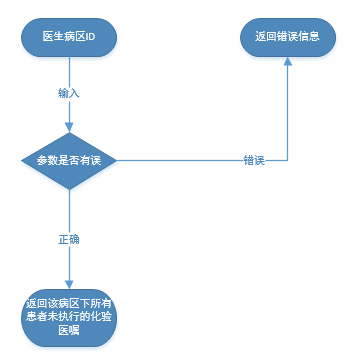 医生病区ID
返回错误信息
输入
参数是否有误
错误
正确
返回该病区下所有
患者未执行的化验
医嘱